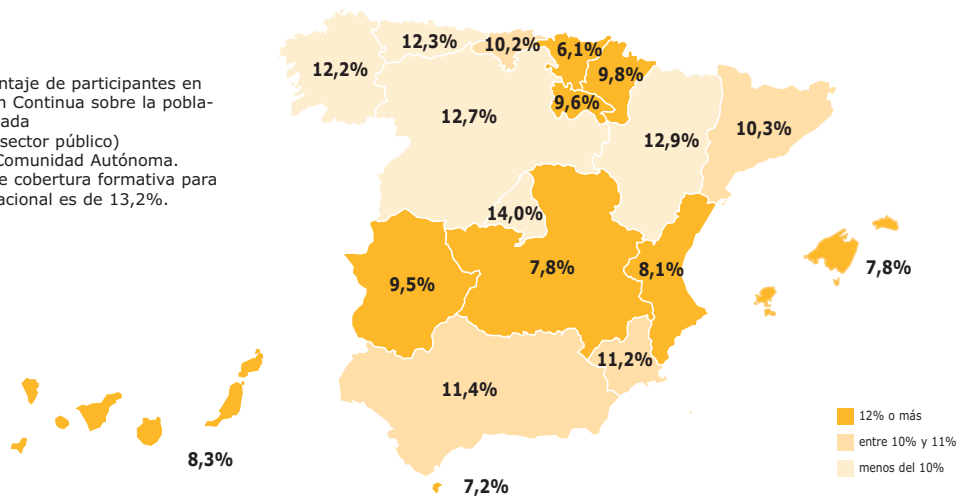 ntaje de participantes en
n Continua sobre la pobla-
ada
sector público)
Comunidad Autónoma.
e cobertura formativa para
acional es de 13,2%.
12,3%
10,2%
6,1%
12,2%
9,8%
9,6%
12,7%
10,3%
12,9%
14,0%
7,8%
8,1%
7,8%
9,5%
11,2%
11,4%
12% o más
entre 10% y 11%
8,3%
menos del 10%
7,2%